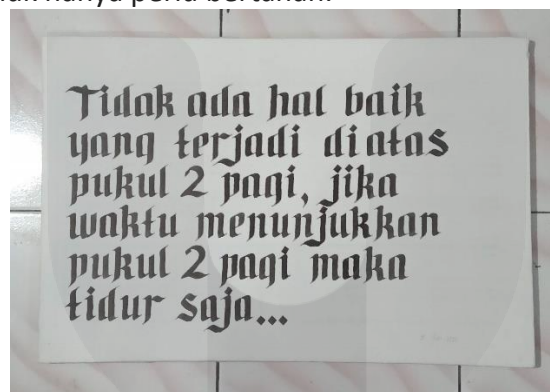 Tidak ada hal baik
yang terjadi diatas
pukul 2 pagi, jika
waktu menunjukkan
pukul 2 pagi maka
tidur saja...